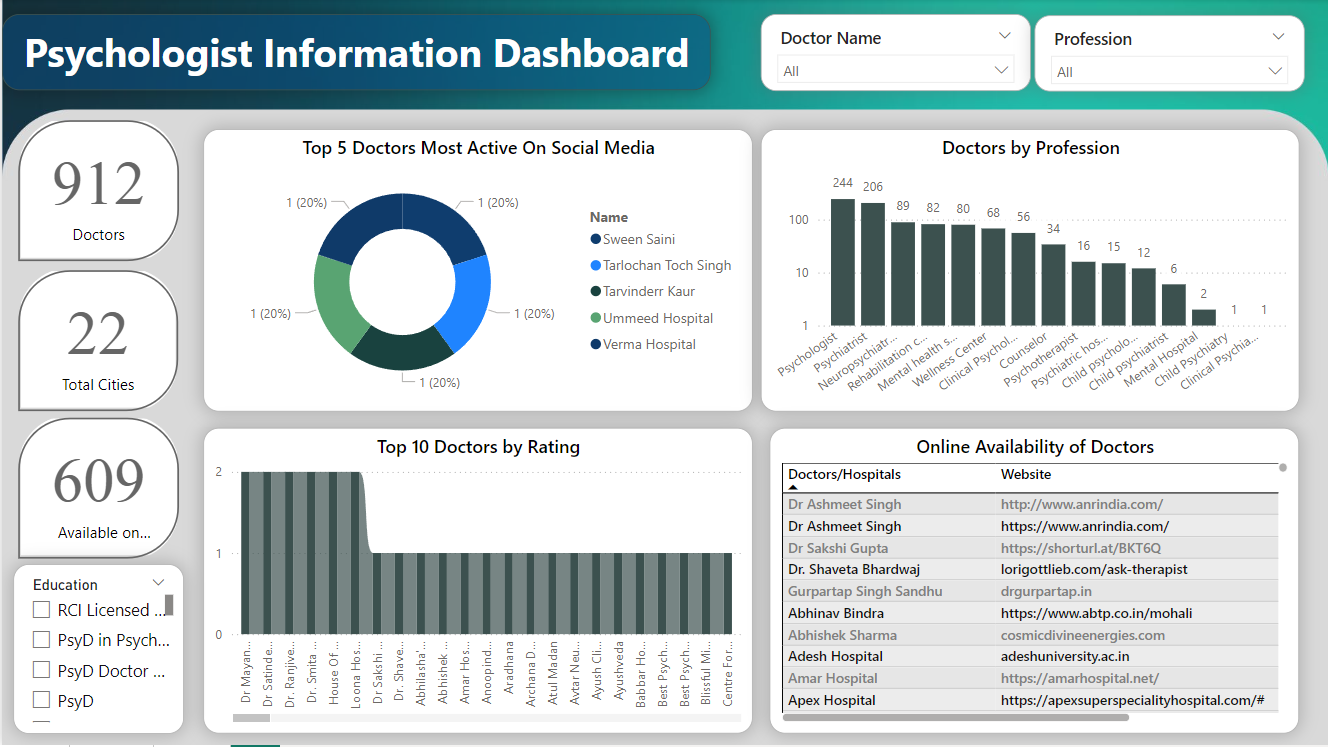 Psychologist Information Dashboard
Doctor Name
All
Profession
All
912
Doctors
22
Total Cities
609
Available on...
Education
RCI Licensed ...
PsyD in Psych...
PsyD Doctor ...
PsyD
Top 5 Doctors Most Active On Social Media
1 (20%)
1 (20%)
1 (20%)
1 (20%)
1 (20%)
Name
Sween Saini
Tarlochan Toch Singh
Tarvinderr Kaur
Ummeed Hospital
Verma Hospital
Doctors by Profession
244
206
89
82
80
68
56
34
16
15
12
6
2
1
1
100
10
1
Psychologist
Psychiatrist
Neuropsychiatr...
Rehabilitation c...
Mental health s...
Wellness Center
Clinical Psychol...
Counselor
Psychotherapist
Psychiatric hos...
Child psycholo...
Child psychiatrist
Mental Hospital
Child Psychiatry
Clinical Psychia...
Top 10 Doctors by Rating
2
1
0
Dr Mayan...
Dr Satinde...
Dr. Ranjive...
Dr. Smita ...
House Of ...
Loona Hos...
Dr Sakshi ...
Dr. Shave...
Abhilasha'...
Abhishek ...
Amar Hos...
Anoopind...
Aradhana
Archana D...
Atul Madan
Avtar Neu...
Ayush Cli...
Ayushveda
Babbar Ho...
Best Psych...
Best Psych...
Blissful Mi...
Centre For...
Online Availability of Doctors
Doctors/Hospitals Website
Dr Ashmeet Singh http://www.anrindia.com/
Dr Ashmeet Singh https://www.anrindia.com/
Dr Sakshi Gupta https://shorturl.at/BKT6Q
Dr. Shaveta Bhardwaj lorigottlieb.com/ask-therapist
Gurpartap Singh Sandhu drgurpartap.in
Abhinav Bindra https://www.abtp.co.in/mohali
Abhishek Sharma cosmicdivineenergies.com
Adesh Hospital adeshuniversity.ac.in
Amar Hospital https://amarhospital.net/
Apex Hospital https://apexsuperspecialityhospital.com/#